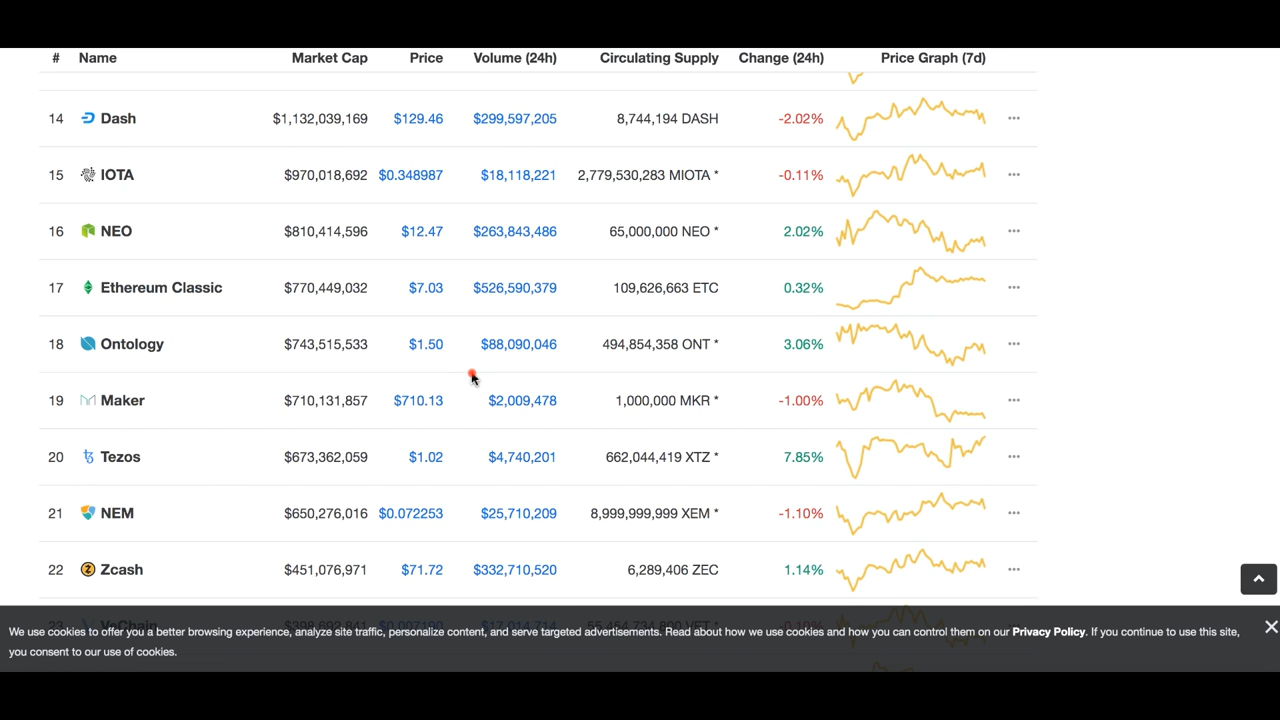 # Name Market Cap Price Volume (24h) Circulating Supply Change (24h) Price Graph (7d)
14 Dash $1,132,039,169 $129.46 $299,597,205 8,744,194 DASH -2.02%
15 IOTA $970,018,692 $0.348987 $18,118,221 2,779,530,283 MIOTA * -0.11%
16 NEO $810,414,596 $12.47 $263,843,486 65,000,000 NEO * 2.02%
17 Ethereum Classic $770,449,032 $7.03 $526,590,379 109,626,663 ETC 0.32%
18 Ontology $743,515,533 $1.50 $88,090,046 494,854,358 ONT * 3.06%
19 Maker $710,131,857 $710.13 $2,009,478 1,000,000 MKR * -1.00%
20 Tezos $673,362,059 $1.02 $4,740,201 662,044,419 XTZ * 7.85%
21 NEM $650,276,016 $0.072253 $25,710,209 8,999,999,999 XEM * -1.10%
22 Zcash $451,076,971 $71.72 $332,710,520 6,289,406 ZEC 1.14%
23 VeChain
We use cookies to offer you a better browsing experience, analyze site traffic, personalize content, and serve targeted advertisements. Read about how we use cookies and how you can control them on our Privacy Policy. If you continue to use this site,
you consent to our use of cookies.